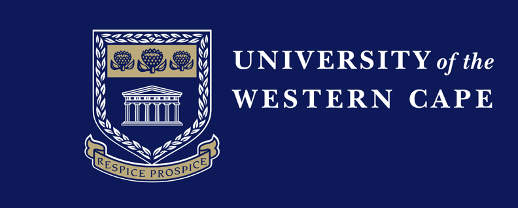 UNIVERSITY of the
WESTERN CAPE
RESPICE PROSPICE